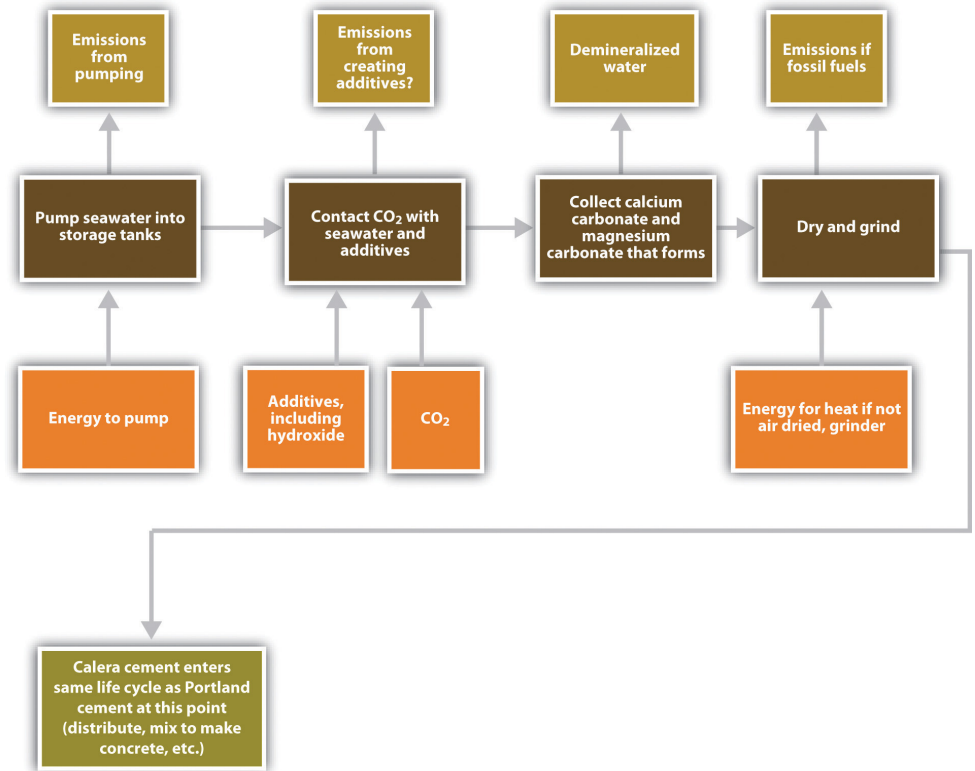 Emissions
from
pumping
Emissions
from
creating
additives?
Demineralized
water
Emissions if
fossil fuels
Pump seawater into
storage tanks
Contact CO₂ with
seawater and
additives
Collect calcium
carbonate and
magnesium
carbonate that forms
Dry and grind
Energy to pump
Additives,
including
hydroxide
CO₂
Energy for heat if not
air dried, grinder
Calera cement enters
same life cycle as Portland
cement at this point
(distribute, mix to make
concrete, etc.)